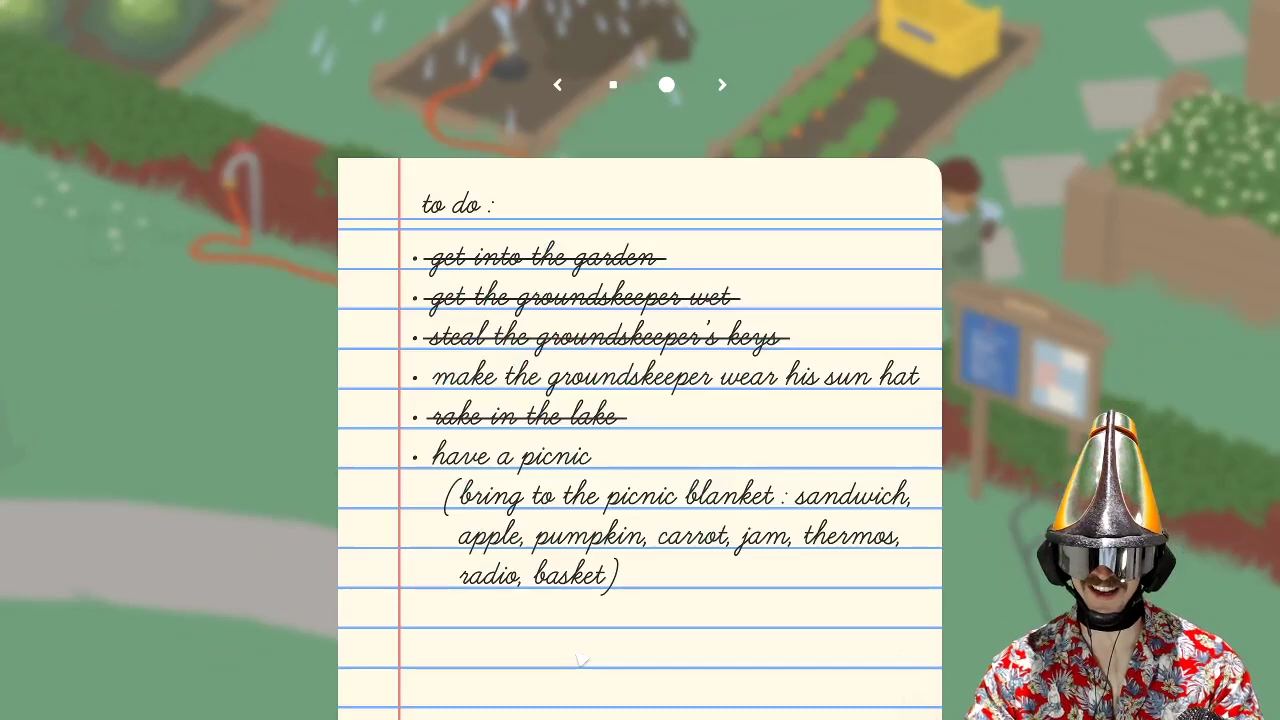 to do :
• get into the garden
• get the groundskeeper wet
• steal the groundskeeper's keys
• make the groundskeeper wear his sun hat
• rake in the lake
• have a picnic
(bring to the picnic blanket : sandwich,
apple, pumpkin, carrot, jam, thermos,
radio, basket)